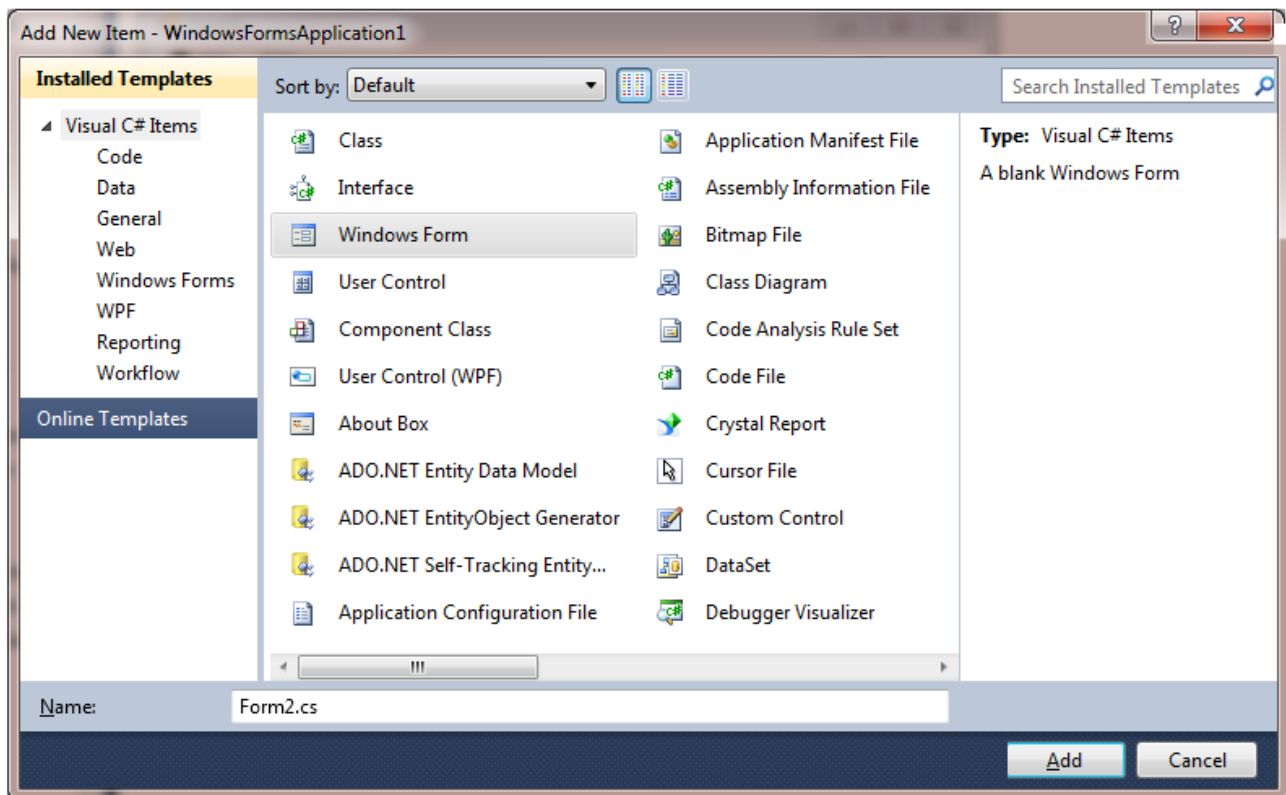 Add New Item - WindowsFormsApplication1
?
X
Installed Templates
Sort by: Default
Search Installed Templates
Visual C# Items
Code
Data
General
Web
Windows Forms
WPF
Reporting
Workflow
Online Templates
Class
Interface
Windows Form
User Control
Component Class
User Control (WPF)
About Box
ADO.NET Entity Data Model
ADO.NET EntityObject Generator
ADO.NET Self-Tracking Entity...
Application Configuration File
Application Manifest File
Assembly Information File
Bitmap File
Class Diagram
Code Analysis Rule Set
Code File
Crystal Report
Cursor File
Custom Control
DataSet
Debugger Visualizer
Type: Visual C# Items
A blank Windows Form
Name: Form2.cs
Add
Cancel